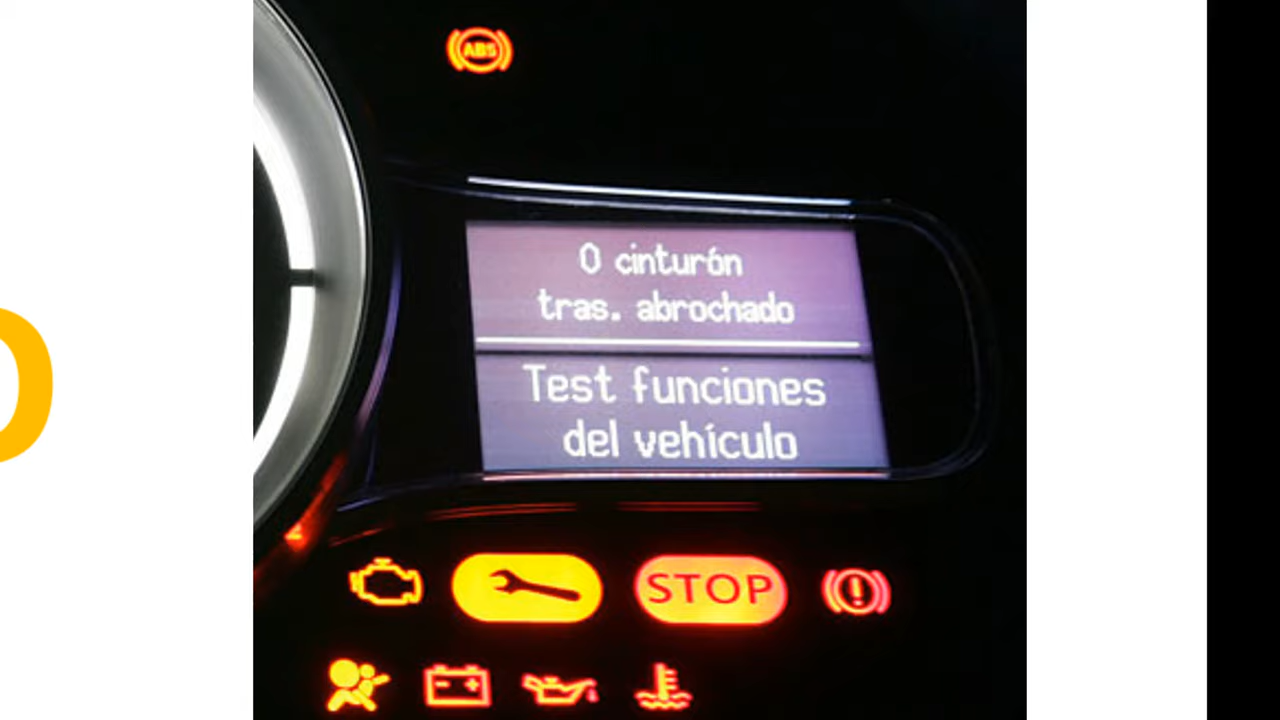 ABS
0 cinturón
tras. abrochado
Test funciones
del vehículo
STOP